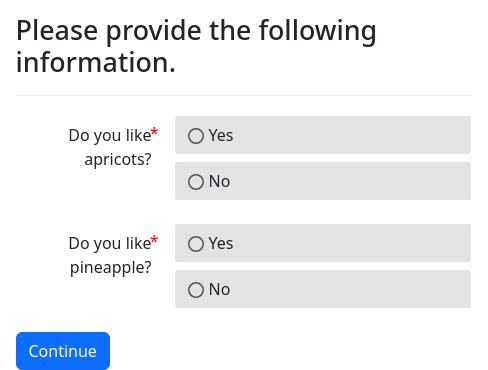 Please provide the following
information.
Do you like*
apricots?
Yes
No
Do you like*
pineapple?
Yes
No
Continue